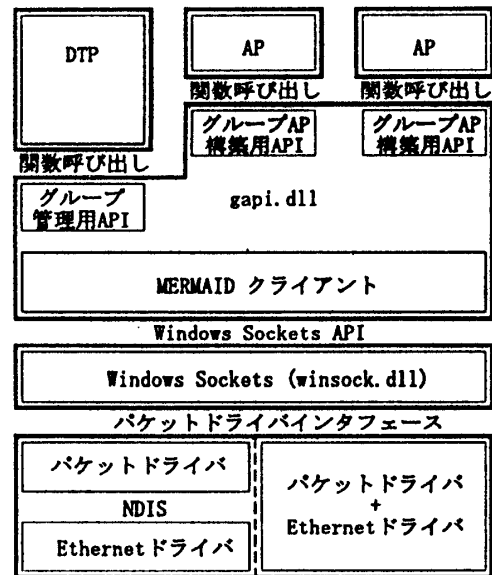 DTP
AP
AP
関数呼び出し
関数呼び出し
グループAP
構築用API
グループAP
構築用API
関数呼び出し
グループ
管理用API
gapi.dll
MERMAID クライアント
Windows Sockets API
Windows Sockets (winsock.dll)
パケットドライバインタフェース
パケットドライバ
NDIS
Ethernetドライバ
パケットドライバ
+
Ethernetドライバ